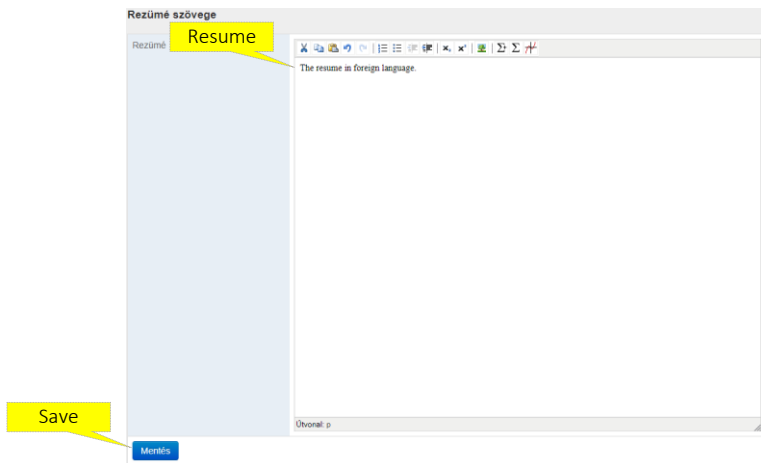 Rezümé szövege
Rezümé
Resume
The resume in foreign language.
Útvonal: p
Save
Mentés